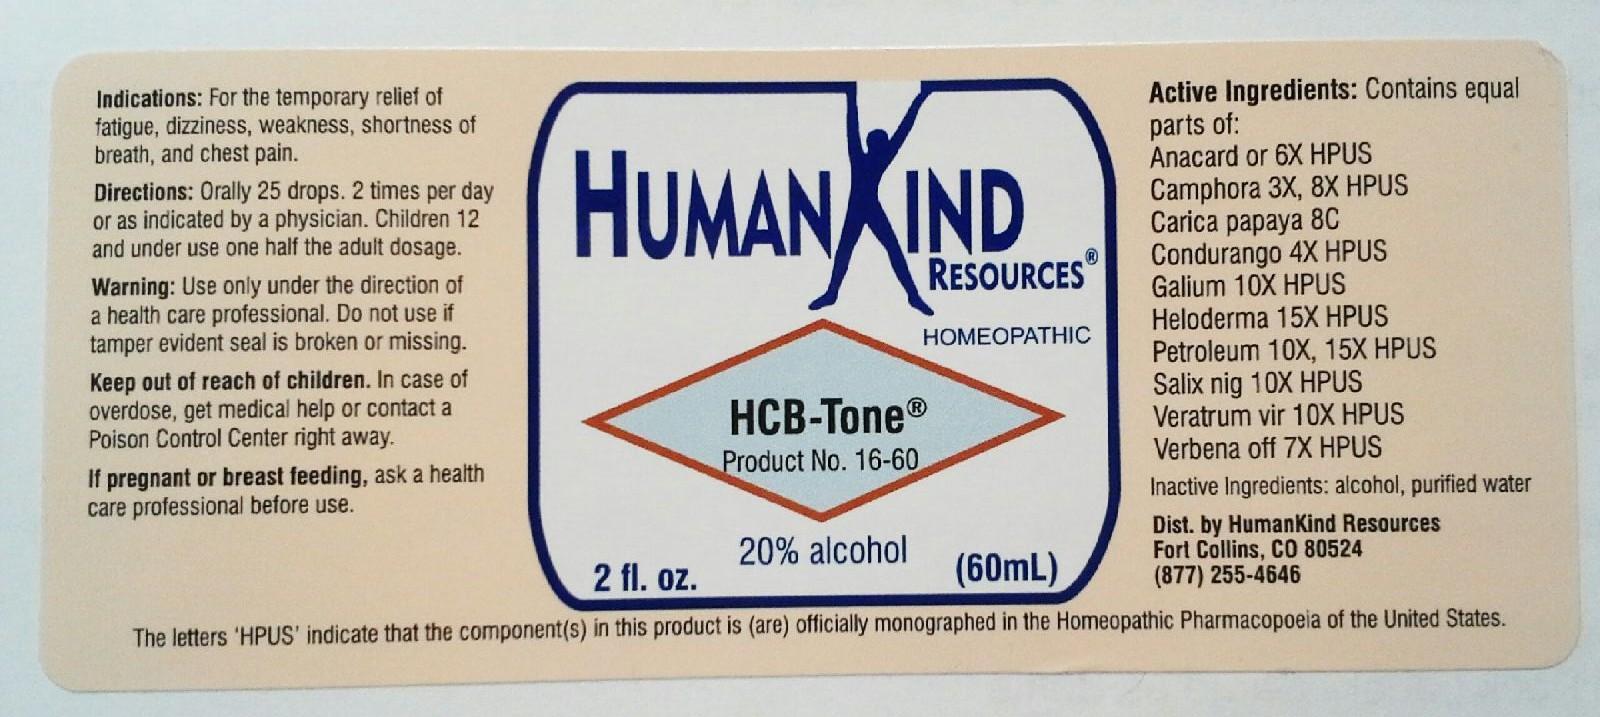 Indications: For the temporary relief of
fatigue, dizziness, weakness, shortness of
breath, and chest pain.
Directions: Orally 25 drops. 2 times per day
or as indicated by a physician. Children 12
and under use one half the adult dosage.
Warning: Use only under the direction of
a health care professional. Do not use if
tamper evident seal is broken or missing.
Keep out of reach of children. In case of
overdose, get medical help or contact a
Poison Control Center right away.
If pregnant or breast feeding, ask a health
care professional before use.
HUMANKIND
RESOURCES®
HOMEOPATHIC
HCB-Tone®
Product No. 16-60
20% alcohol
2 fl. oz.
(60mL)
Active Ingredients: Contains equal
parts of:
Anacard or 6X HPUS
Camphora 3X, 8X HPUS
Carica papaya 8C
Condurango 4X HPUS
Galium 10X HPUS
Heloderma 15X HPUS
Petroleum 10X, 15X HPUS
Salix nig 10X HPUS
Veratrum vir 10X HPUS
Verbena off 7X HPUS
Inactive Ingredients: alcohol, purified water
Dist. by HumanKind Resources
Fort Collins, CO 80524
(877) 255-4646
The letters 'HPUS' indicate that the component(s) in this product is (are) officially monographed in the Homeopathic Pharmacopoeia of the United States.